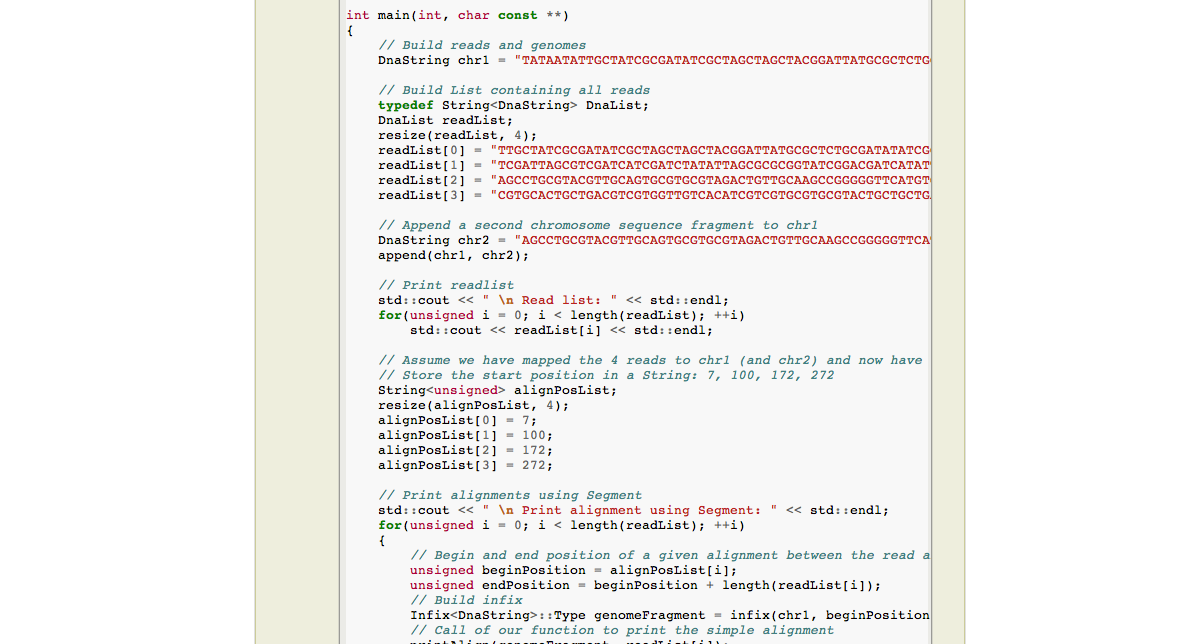 int main(int, char const **)
{
// Build reads and genomes
DnaString chr1 = "TATAATATTGCTATCGCGATATCGCTAGCTAGCTACGGATTATGCGCTCTG
// Build List containing all reads
typedef String<DnaString> DnaList;
DnaList readList;
resize(readList, 4);
readList[0] = "TTGCTATCGCGATATCGCTAGCTAGCTACGGATTATGCGCTCTGCGATATATCG
readList[1] = "TCGATTAGCGTCGATCATCGATCTATATTAGCGCGCGGTATCGGACGATCATAT
readList[2] = "AGCCTGCGTACGTTGCAGTGCGTGCGTAGACTGTTGCAAGCCGGGGGTTCATGT
readList[3] = "CGTGCACTGCTGACGTCGTGGTTGTCACATCGTCGTGCGTGCGTACTGCTGCTG
// Append a second chromosome sequence fragment to chr1
DnaString chr2 = "AGCCTGCGTACGTTGCAGTGCGTGCGTAGACTGTTGCAAGCCGGGGGTTCA
append(chr1, chr2);
// Print readlist
std::cout << " \n Read list: " << std::endl;
for(unsigned i = 0; i < length(readList); ++i)
std::cout << readList[i] << std::endl;
// Assume we have mapped the 4 reads to chr1 (and chr2) and now have
// Store the start position in a String: 7, 100, 172, 272
String<unsigned> alignPosList;
resize(alignPosList, 4);
alignPosList[0] = 7;
alignPosList[1] = 100;
alignPosList[2] = 172;
alignPosList[3] = 272;
// Print alignments using Segment
std::cout << " \n Print alignment using Segment: " << std::endl;
for(unsigned i = 0; i < length(readList); ++i)
{
// Begin and end position of a given alignment between the read
unsigned beginPosition = alignPosList[i];
unsigned endPosition = beginPosition + length(readList[i]);
// Build infix
Infix<DnaString>::Type genomeFragment = infix(chr1, beginPosition
// Call of our function to print the simple alignment